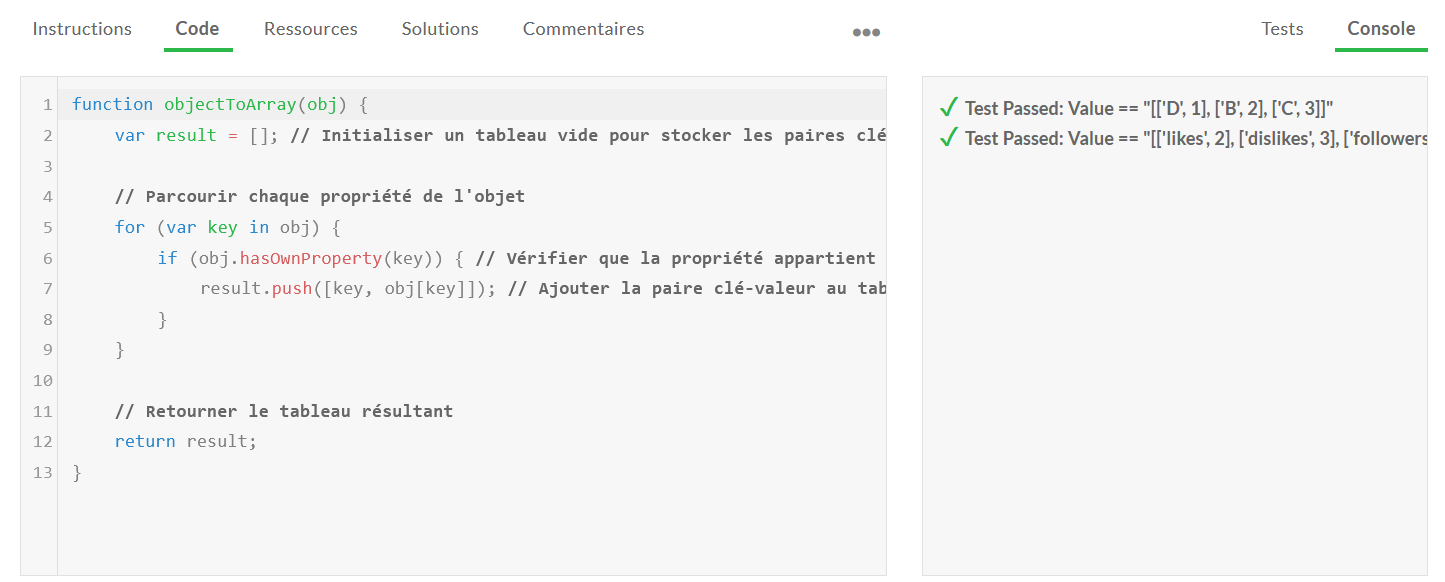 Instructions Code Ressources Solutions Commentaires ••• Tests Console
1 function objectToArray(obj) {
2 var result = []; // Initialiser un tableau vide pour stocker les paires clé
3
4 // Parcourir chaque propriété de l'objet
5 for (var key in obj) {
6 if (obj.hasOwnProperty(key)) { // Vérifier que la propriété appartient
7 result.push([key, obj[key]]); // Ajouter la paire clé-valeur au tab
8 }
9 }
10
11 // Retourner le tableau résultant
12 return result;
13 }
✓ Test Passed: Value == "[['D', 1], ['B', 2], ['C', 3]]"
✓ Test Passed: Value == "[['likes', 2], ['dislikes', 3], ['followers